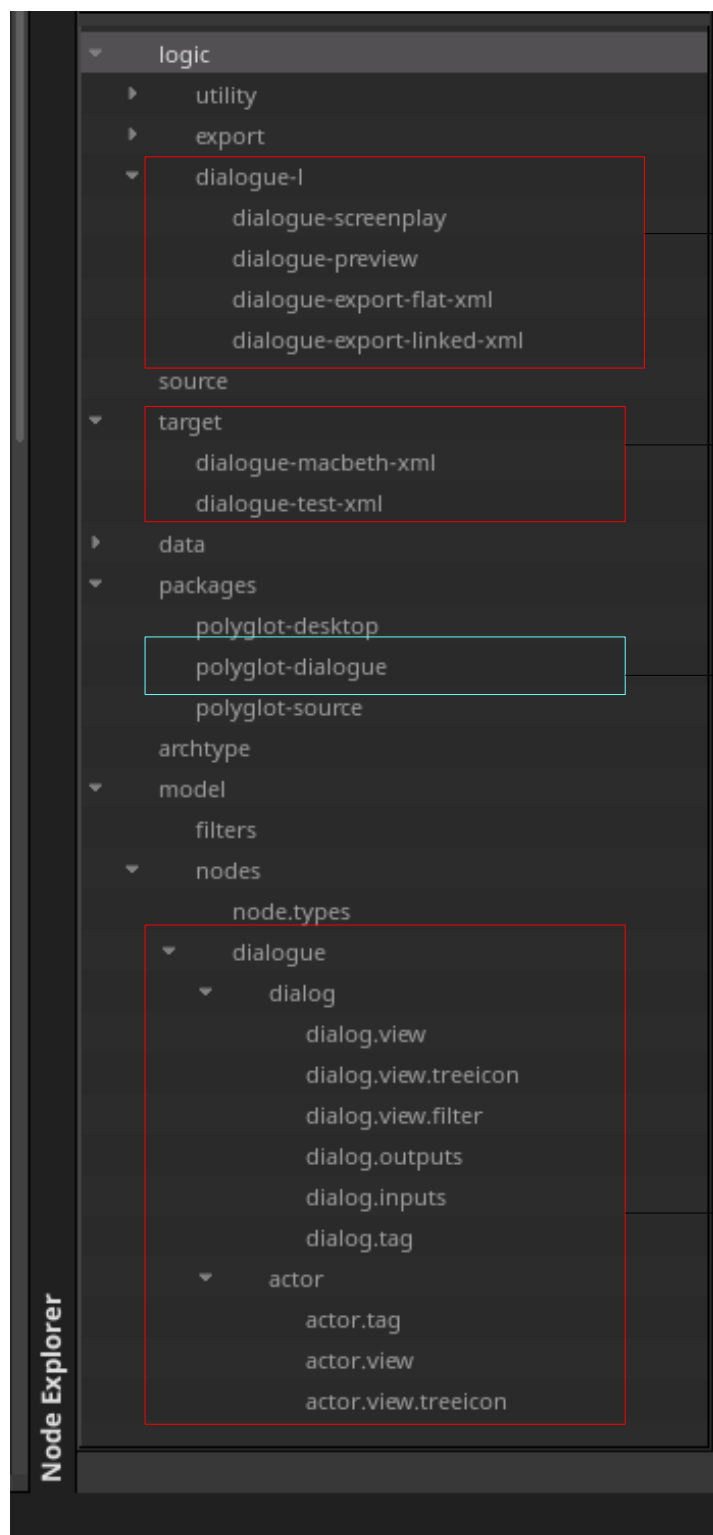 logic
utility
export
dialogue-l
dialogue-screenplay
dialogue-preview
dialogue-export-flat-xml
dialogue-export-linked-xml
source
target
dialogue-macbeth-xml
dialogue-test-xml
data
packages
polyglot-desktop
polyglot-dialogue
polyglot-source
archtype
model
filters
nodes
node.types
dialogue
dialog
dialog.view
dialog.view.treeicon
dialog.view.filter
dialog.outputs
dialog.inputs
dialog.tag
actor
actor.tag
actor.view
actor.view.treeicon
Node Explorer